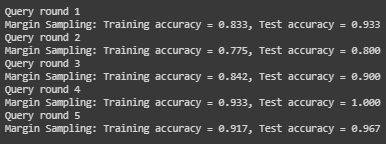 Query round 1
Margin Sampling: Training accuracy = 0.833, Test accuracy = 0.933
Query round 2
Margin Sampling: Training accuracy = 0.775, Test accuracy = 0.800
Query round 3
Margin Sampling: Training accuracy = 0.842, Test accuracy = 0.900
Query round 4
Margin Sampling: Training accuracy = 0.933, Test accuracy = 1.000
Query round 5
Margin Sampling: Training accuracy = 0.917, Test accuracy = 0.967